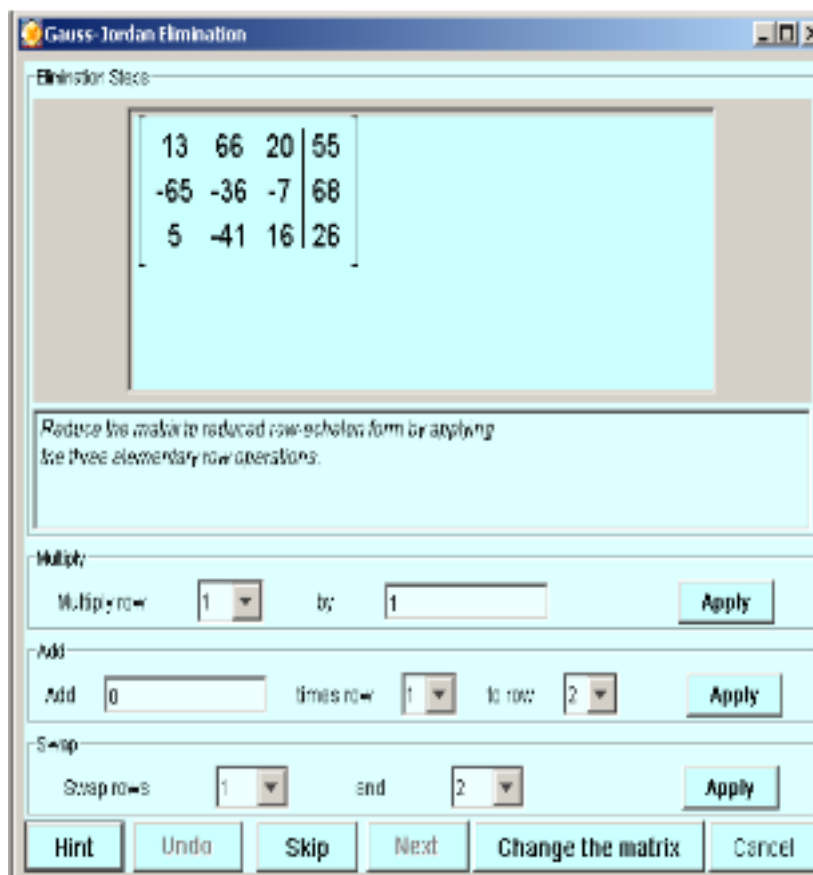 Gauss-Jordan Elimination
Elimination Steps
13 66 20 55
-65 -36 -7 68
5 -41 16 26
Reduce the matrix to reduced row-echelon form by applying
the three elementary row operations.
Multiply
Multiply row 1 by 1 Apply
Add
Add 0 times row 1 to row 2 Apply
Swap
Swap rows 1 and 2 Apply
Hint Undo Skip Next Change the matrix Cancel